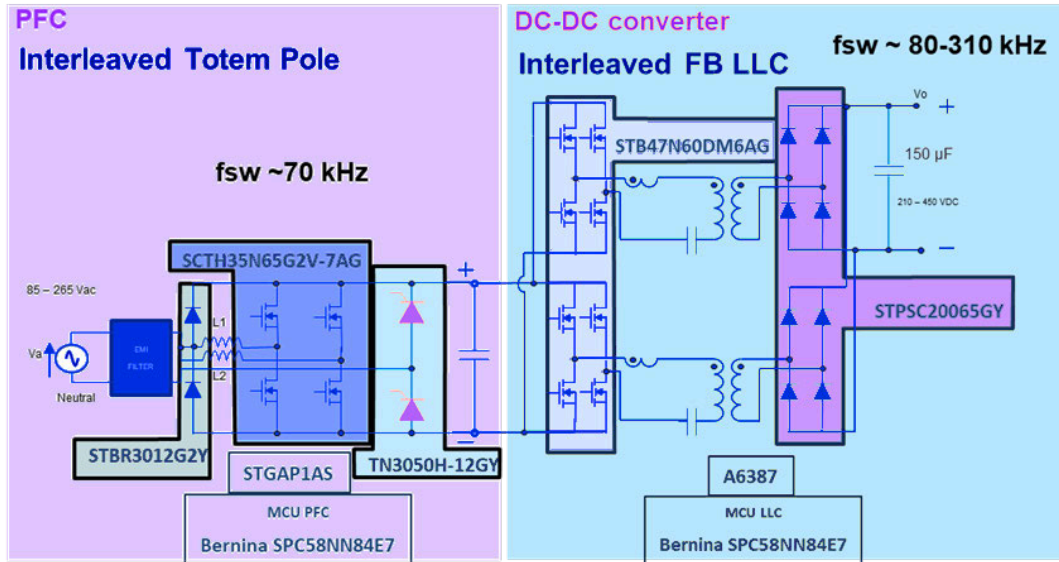 PFC
Interleaved Totem Pole
fsw ~70 kHz
SCTH35N65G2V-7AG
85 – 265 Vac
L1
Va
EMI
FILTER
L2
Neutral
+
−
STBR3012G2Y
TN3050H-12GY
STGAP1AS
MCU PFC
Bernina SPC58NN84E7
DC-DC converter
Interleaved FB LLC
fsw ~ 80-310 kHz
STB47N60DM6AG
Vo
+
150 µF
210 – 450 VDC
−
STPSC20065GY
A6387
MCU LLC
Bernina SPC58NN84E7